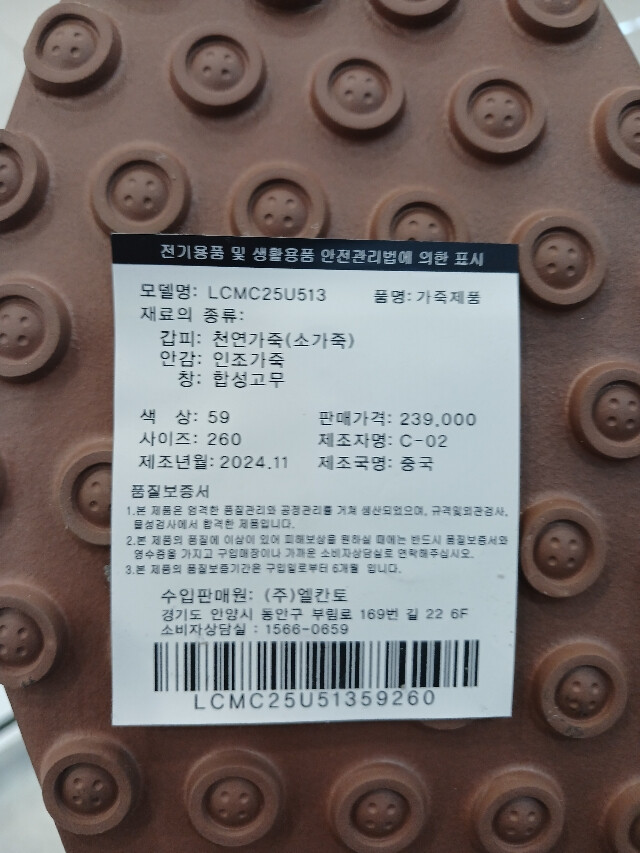 전기용품 및 생활용품 안전관리법에 의한 표시
모델명: LCMC25U513 품명: 가죽제품
재료의 종류:
갑피: 천연가죽(소가죽)
안감: 인조가죽
창: 합성고무
색 상: 59 판매가격: 239,000
사이즈: 260 제조자명: C-02
제조년월: 2024.11 제조국명: 중국
품질보증서
1.본 제품은 엄격한 품질관리와 공정관리를 거쳐 생산되었으며, 규격및외관검사,
물성검사에서 합격한 제품입니다.
2.본 제품의 품질에 이상이 있어 피해보상을 원하실 때에는 반드시 품질보증서와
영수증을 가지고 구입매장이나 가까운 소비자상담실로 연락해주십시오.
3.본 제품의 품질보증기간은 구입일로부터 6개월 입니다.
수입판매원: (주)엘칸토
경기도 안양시 동안구 부림로 169번 길 22 6F
소비자상담실 : 1566-0659
LCMC25U51359260